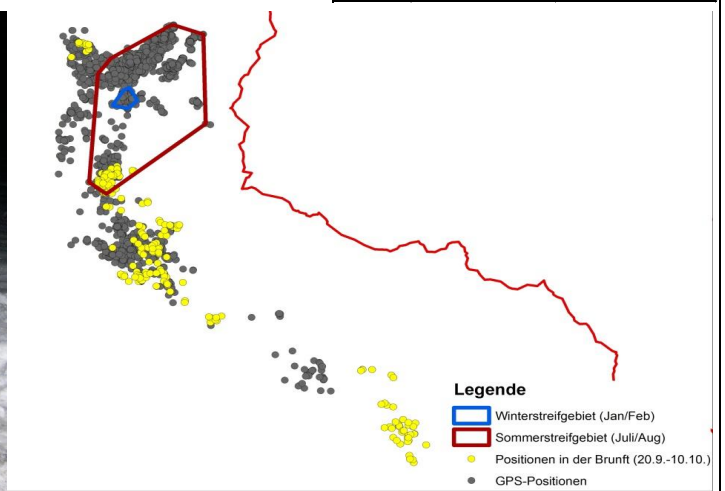 Legende
Winterstreifgebiet (Jan/Feb)
Sommerstreifgebiet (Juli/Aug)
Positionen in der Brunft (20.9.-10.10.)
GPS-Positionen